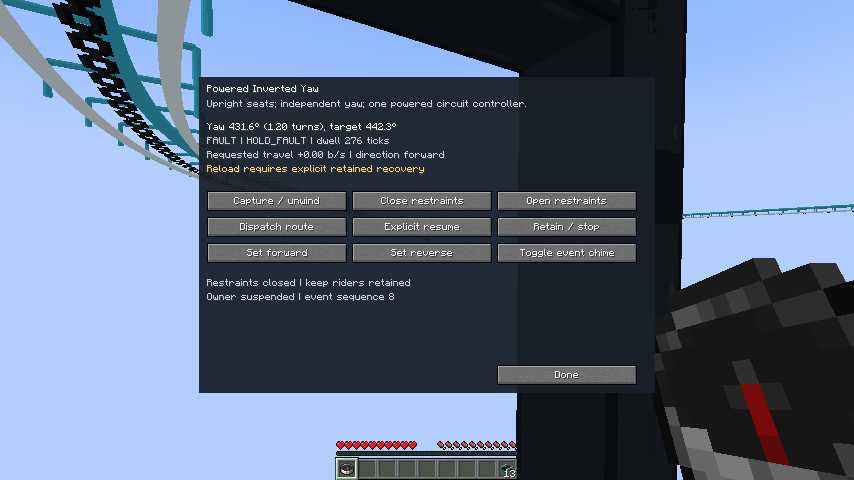 Powered Inverted Yaw
Upright seats; independent yaw; one powered circuit controller.
Yaw 431.6° (1.20 turns), target 442.3°
FAULT | HOLD_FAULT | dwell 276 ticks
Requested travel +0.00 b/s | direction forward
Reload requires explicit retained recovery
Capture / unwind Close restraints Open restraints
Dispatch route Explicit resume Retain / stop
Set forward Set reverse Toggle event chime
Restraints closed | keep riders retained
Owner suspended | event sequence 8
Done
13